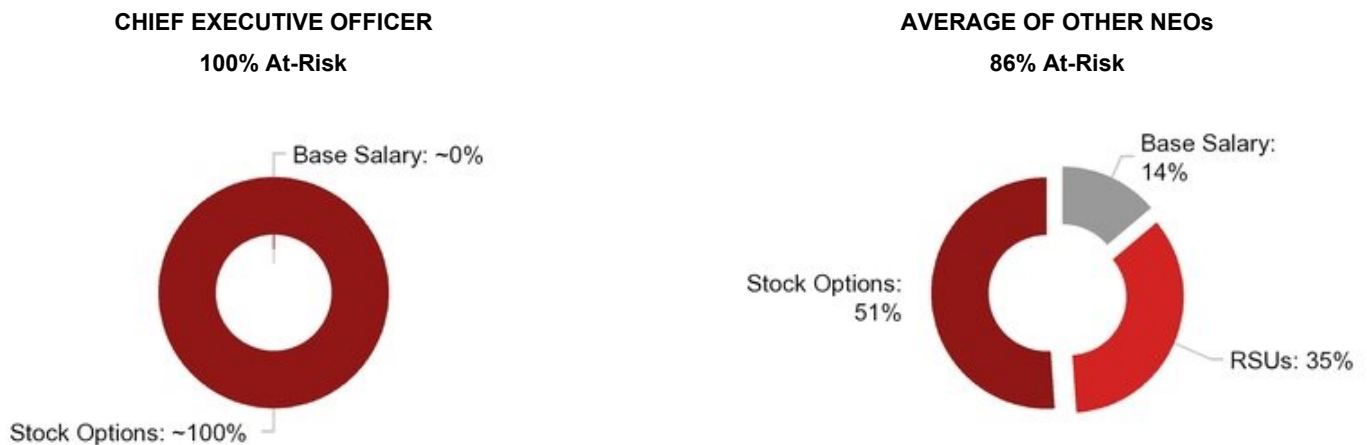 CHIEF EXECUTIVE OFFICER
100% At-Risk
Base Salary: ~0%
Stock Options: ~100%
AVERAGE OF OTHER NEOs
86% At-Risk
Base Salary:
14%
Stock Options:
51%
RSUs: 35%